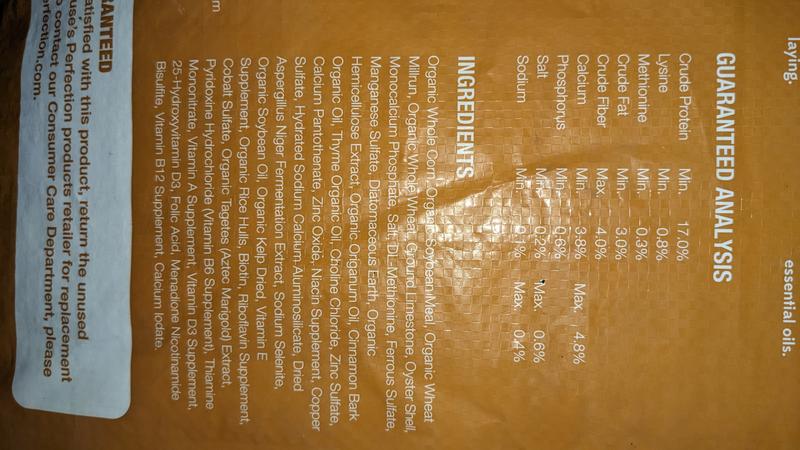 laying.
essential oils.
GUARANTEED ANALYSIS
Crude Protein Min. 17.0%
Lysine Min. 0.8%
Methionine Min. 0.3%
Crude Fat Min. 3.0%
Crude Fiber Max. 4.0%
Calcium Min. 3.8% Max. 4.8%
Phosphorus Min. .6%
Salt Min. 0.2% Max. 0.6%
Sodium Min. 0.1% Max. 0.4%
INGREDIENTS
Organic Whole Corn, Organic Soybean Meal, Organic Wheat
Millrun, Organic Whole Wheat, Ground Limestone, Oyster Shell,
Monocalcium Phosphate, Salt, DL-Methionine, Ferrous Sulfate,
Manganese Sulfate, Diatomaceous Earth, Organic
Hemicellulose Extract, Organic Origanum Oil, Cinnamon Bark
Organic Oil, Thyme Organic Oil, Choline Chloride, Zinc Sulfate,
Calcium Pantothenate, Zinc Oxide, Niacin Supplement, Copper
Sulfate, Hydrated Sodium Calcium Aluminosilicate, Dried
Aspergillus Niger Fermentation Extract, Sodium Selenite,
Organic Soybean Oil, Organic Kelp Dried, Vitamin E
Supplement, Organic Rice Hulls, Biotin, Riboflavin Supplement,
Cobalt Sulfate, Organic Tagetes (Aztec Marigold) Extract,
Pyridoxine Hydrochloride (Vitamin B6 Supplement), Thiamine
Mononitrate, Vitamin A Supplement, Vitamin D3 Supplement,
25-Hydroxyvitamin D3, Folic Acid, Menadione Nicotinamide
Bisulfite, Vitamin B12 Supplement, Calcium Iodate.
RANTEED
atisfied with this product, return the unused
use's Perfection products retailer for replacement
o contact our Consumer Care Department, please
erfection.com.